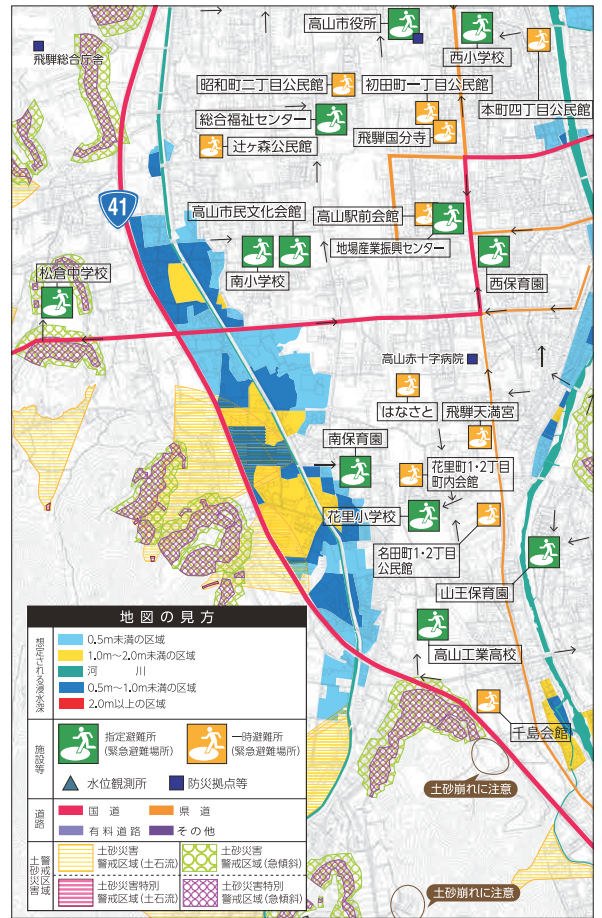 高山市役所
飛騨総合庁舎
西小学校
昭和町二丁目公民館
初田町一丁目公民館
本町四丁目公民館
総合福祉センター
飛騨国分寺
辻ヶ森公民館
41
高山市民文化会館
高山駅前会館
地場産業振興センター
松倉中学校
南小学校
西保育園
高山赤十字病院
はなさと
飛騨天満宮
南保育園
花里町1・2丁目
町内会館
花里小学校
名田町1・2丁目
公民館
山王保育園
高山工業高校
千島会館
土砂崩れに注意
土砂崩れに注意
地図の見方
想定される浸水深
0.5m未満の区域
1.0m～2.0m未満の区域
河川
0.5m～1.0m未満の区域
2.0m以上の区域
施設等
指定避難所
(緊急避難場所)
一時避難所
(緊急避難場所)
水位観測所
防災拠点等
道路
国道
県道
有料道路
その他
土砂災害
警戒区域
土砂災害
警戒区域(土石流)
土砂災害
警戒区域(急傾斜)
土砂災害特別
警戒区域(土石流)
土砂災害特別
警戒区域(急傾斜)